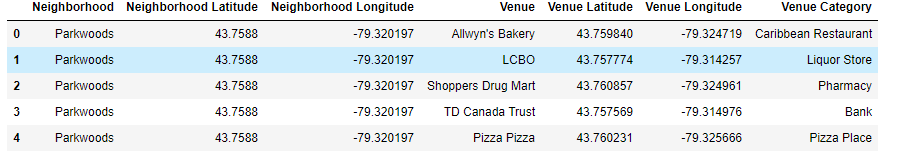 Neighborhood Neighborhood Latitude Neighborhood Longitude Venue Venue Latitude Venue Longitude Venue Category
0 Parkwoods 43.7588 -79.320197 Allwyn's Bakery 43.759840 -79.324719 Caribbean Restaurant
1 Parkwoods 43.7588 -79.320197 LCBO 43.757774 -79.314257 Liquor Store
2 Parkwoods 43.7588 -79.320197 Shoppers Drug Mart 43.760857 -79.324961 Pharmacy
3 Parkwoods 43.7588 -79.320197 TD Canada Trust 43.757569 -79.314976 Bank
4 Parkwoods 43.7588 -79.320197 Pizza Pizza 43.760231 -79.325666 Pizza Place